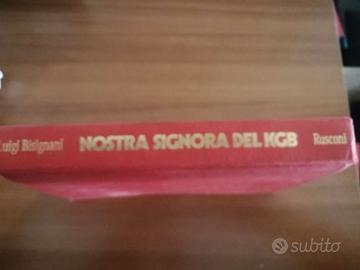 Luigi Bisignani NOSTRA SIGNORA DEL KGB Rusconi
subito